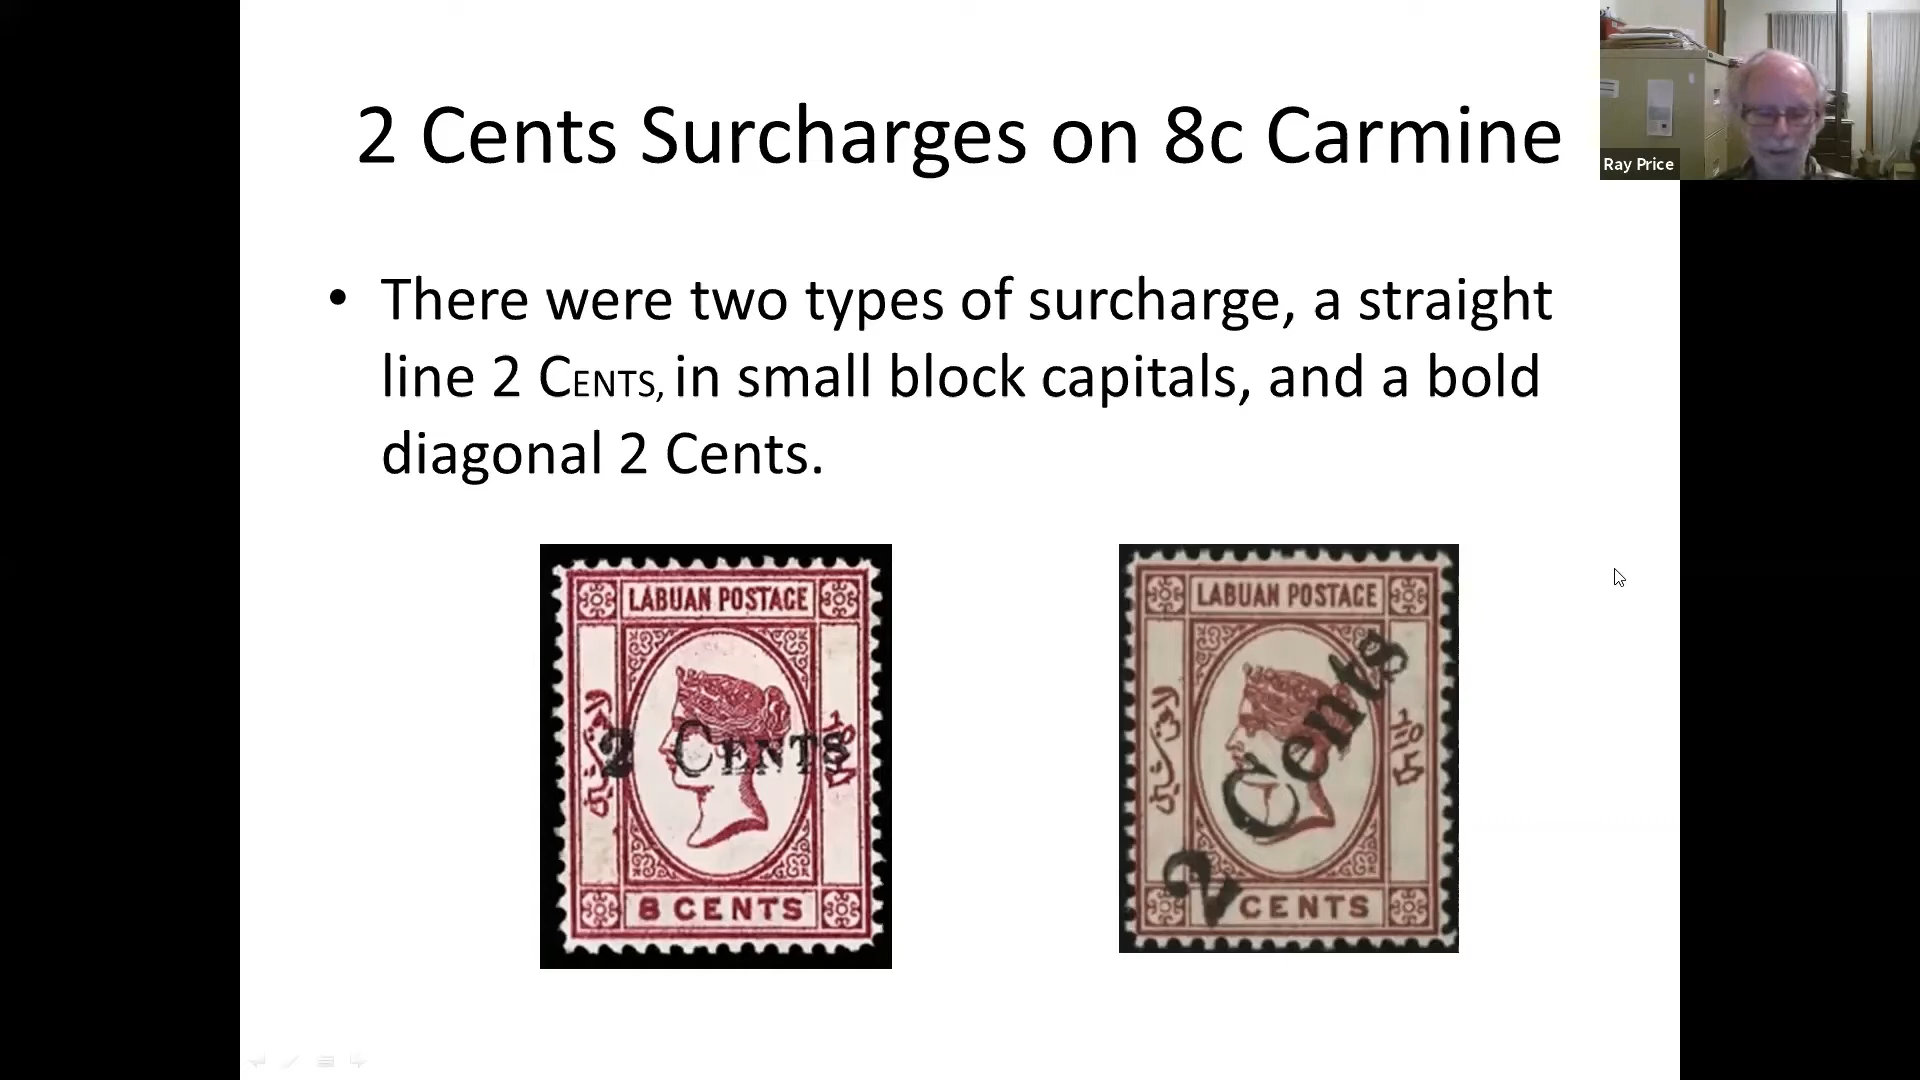 2 Cents Surcharges on 8c Carmine
Ray Price
• There were two types of surcharge, a straight
line 2 CENTS, in small block capitals, and a bold
diagonal 2 Cents.
LABUAN POSTAGE
2 CENTS
8 CENTS
LABUAN POSTAGE
2 Cents
CENTS